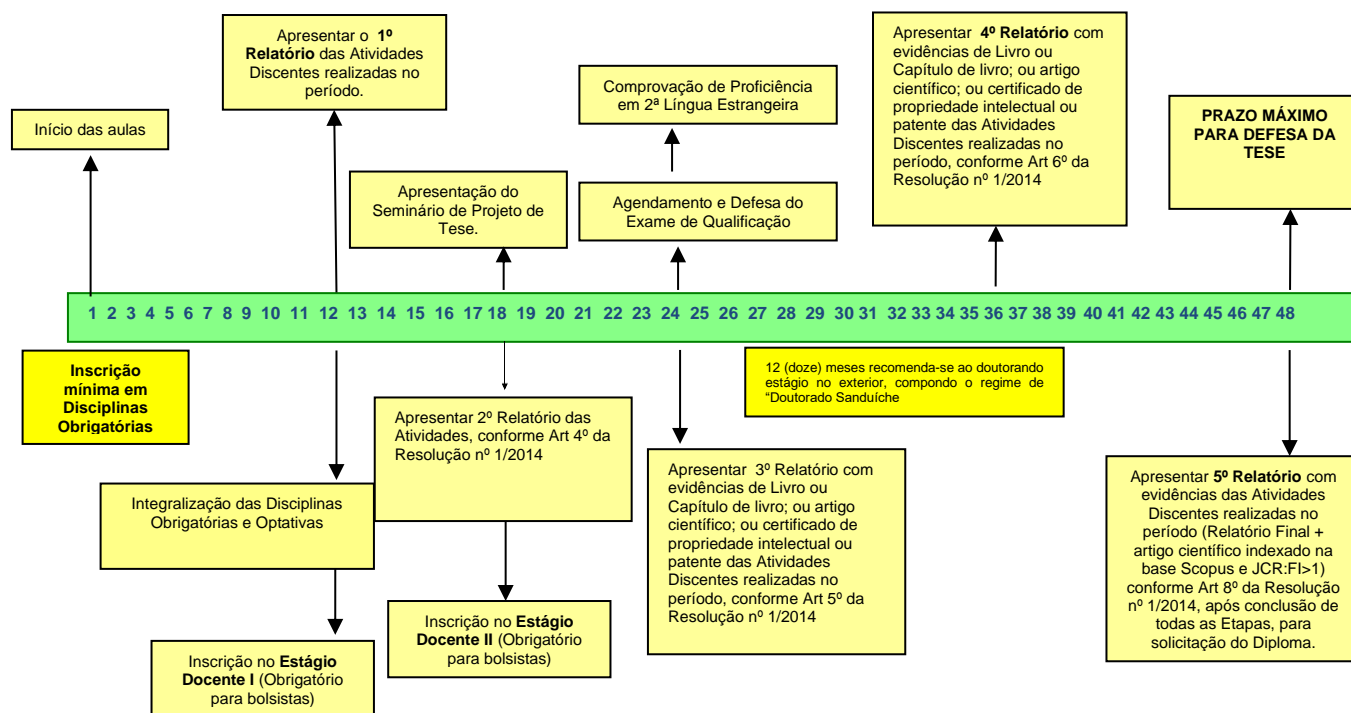 Início das aulas
Apresentar o 1º
Relatório das Atividades
Discentes realizadas no
período.
Apresentação do
Seminário de Projeto de
Tese.
Comprovação de Proficiência
em 2ª Língua Estrangeira
Agendamento e Defesa do
Exame de Qualificação
Apresentar 4º Relatório com
evidências de Livro ou
Capítulo de livro; ou artigo
científico; ou certificado de
propriedade intelectual ou
patente das Atividades
Discentes realizadas no
período, conforme Art 6º da
Resolução nº 1/2014
PRAZO MÁXIMO
PARA DEFESA DA
TESE
1 2 3 4 5 6 7 8 9 10 11 12 13 14 15 16 17 18 19 20 21 22 23 24 25 26 27 28 29 30 31 32 33 34 35 36 37 38 39 40 41 42 43 44 45 46 47 48
Inscrição
mínima em
Disciplinas
Obrigatórias
Integralização das Disciplinas
Obrigatórias e Optativas
Inscrição no Estágio
Docente I (Obrigatório
para bolsistas)
Apresentar 2º Relatório das
Atividades, conforme Art 4º da
Resolução nº 1/2014
Inscrição no Estágio
Docente II (Obrigatório
para bolsistas)
Apresentar 3º Relatório com
evidências de Livro ou
Capítulo de livro; ou artigo
científico; ou certificado de
propriedade intelectual ou
patente das Atividades
Discentes realizadas no
período, conforme Art 5º da
Resolução nº 1/2014
12 (doze) meses recomenda-se ao doutorando
estágio no exterior, compondo o regime de
“Doutorado Sanduíche
Apresentar 5º Relatório com
evidências das Atividades
Discentes realizadas no
período (Relatório Final +
artigo científico indexado na
base Scopus e JCR:FI>1)
conforme Art 8º da Resolução
nº 1/2014, após conclusão de
todas as Etapas, para
solicitação do Diploma.